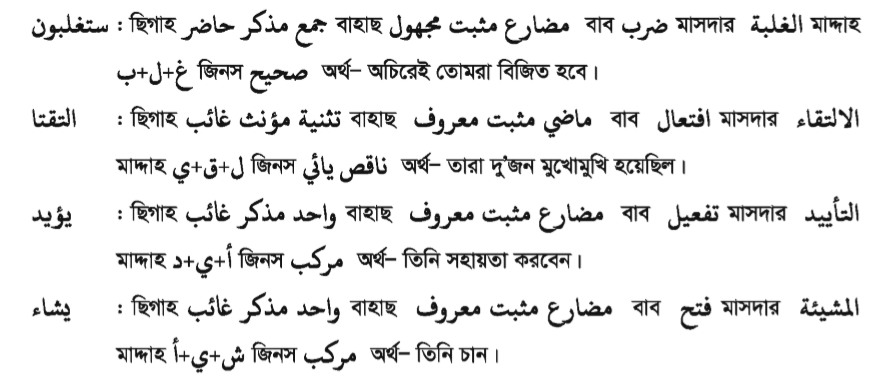 ستغلبون : ছিগাহ جمع مذكر حاضر বাহাছ مضارع مثبت مجهول বাব ضرب মাসদার الغلبة মাদ্দাহ
غ+ل+ب জিনস صحيح অর্থ– অচিরেই তোমরা বিজিত হবে।
التقتا : ছিগাহ تثنية مؤنث غائب বাহাছ ماضي مثبت معروف বাব افتعال মাসদার الالتقاء
মাদ্দাহ ل+ق+ي জিনস ناقص يائي অর্থ– তারা দু'জন মুখোমুখি হয়েছিল।
يؤيد : ছিগাহ واحد مذكر غائب বাহাছ مضارع مثبت معروف বাব تفعيل মাসদার التأييد
মাদ্দাহ أ+ي+د জিনস مركب অর্থ– তিনি সহায়তা করবেন।
يشاء : ছিগাহ واحد مذكر غائب বাহাছ مضارع مثبت معروف বাব فتح মাসদার المشيئة
মাদ্দাহ ش+ي+أ জিনস مركب অর্থ– তিনি চান।